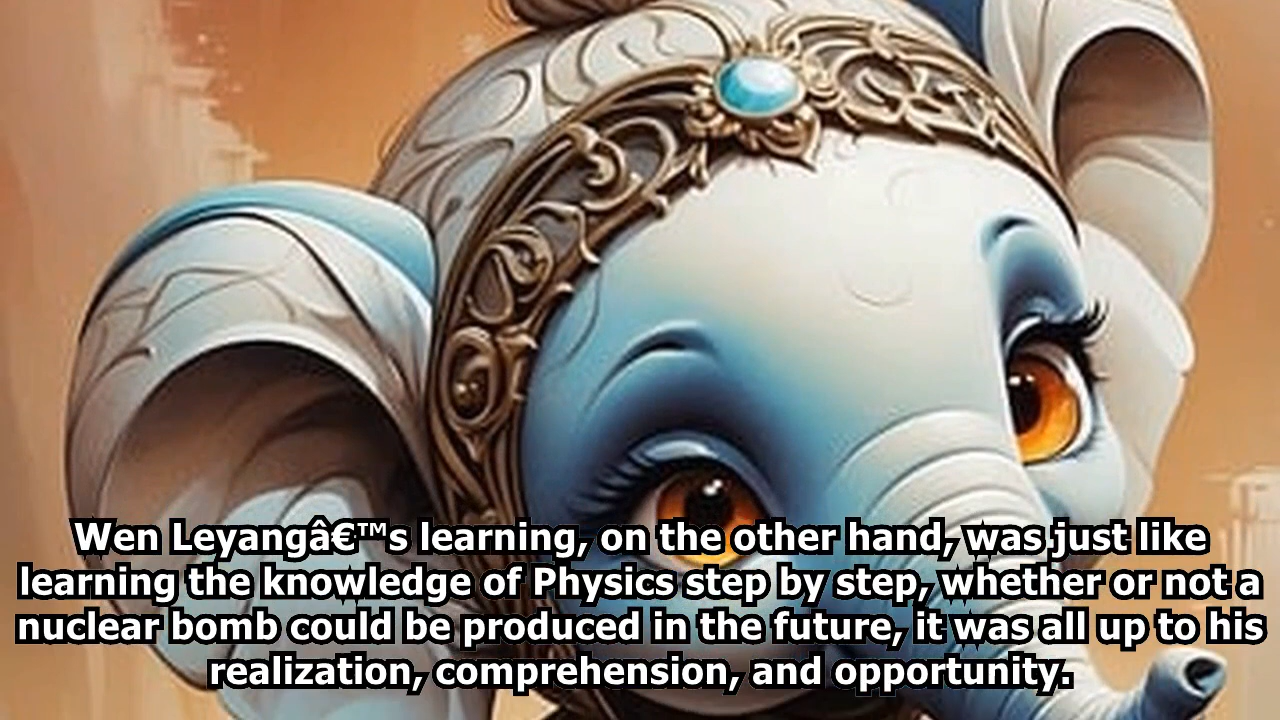 Wen Leyangâ€™s learning, on the other hand, was just like
learning the knowledge of Physics step by step, whether or not a
nuclear bomb could be produced in the future, it was all up to his
realization, comprehension, and opportunity.